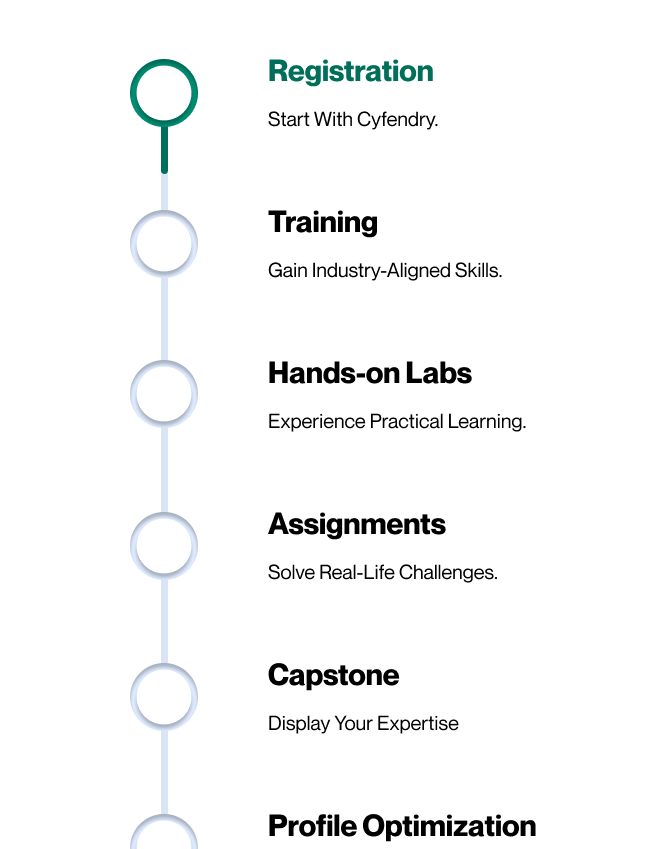 Registration
Start With Cyfendry.
Training
Gain Industry-Aligned Skills.
Hands-on Labs
Experience Practical Learning.
Assignments
Solve Real-Life Challenges.
Capstone
Display Your Expertise
Profile Optimization